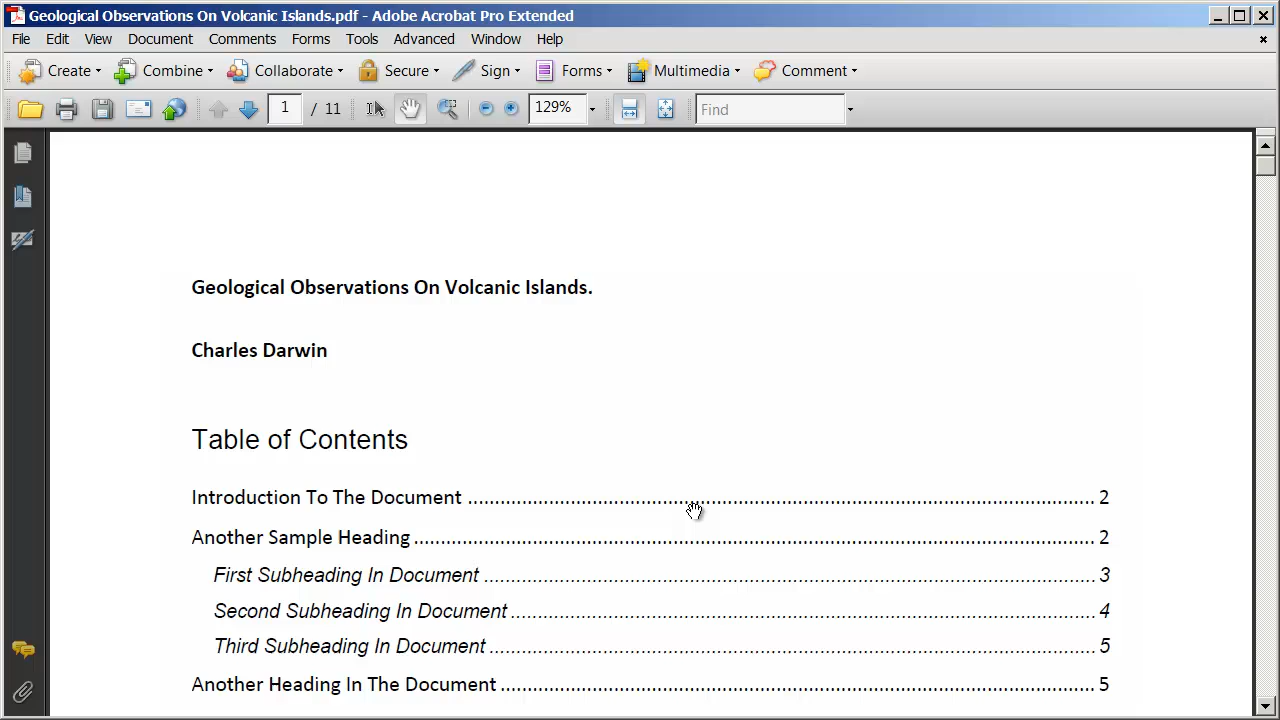 Geological Observations On Volcanic Islands.pdf - Adobe Acrobat Pro Extended
File Edit View Document Comments Forms Tools Advanced Window Help
Create Combine Collaborate Secure Sign Forms Multimedia Comment
1 / 11 129% Find
Geological Observations On Volcanic Islands.
Charles Darwin
Table of Contents
Introduction To The Document ........ 2
Another Sample Heading ........ 2
First Subheading In Document ........ 3
Second Subheading In Document ........ 4
Third Subheading In Document ........ 5
Another Heading In The Document ........ 5